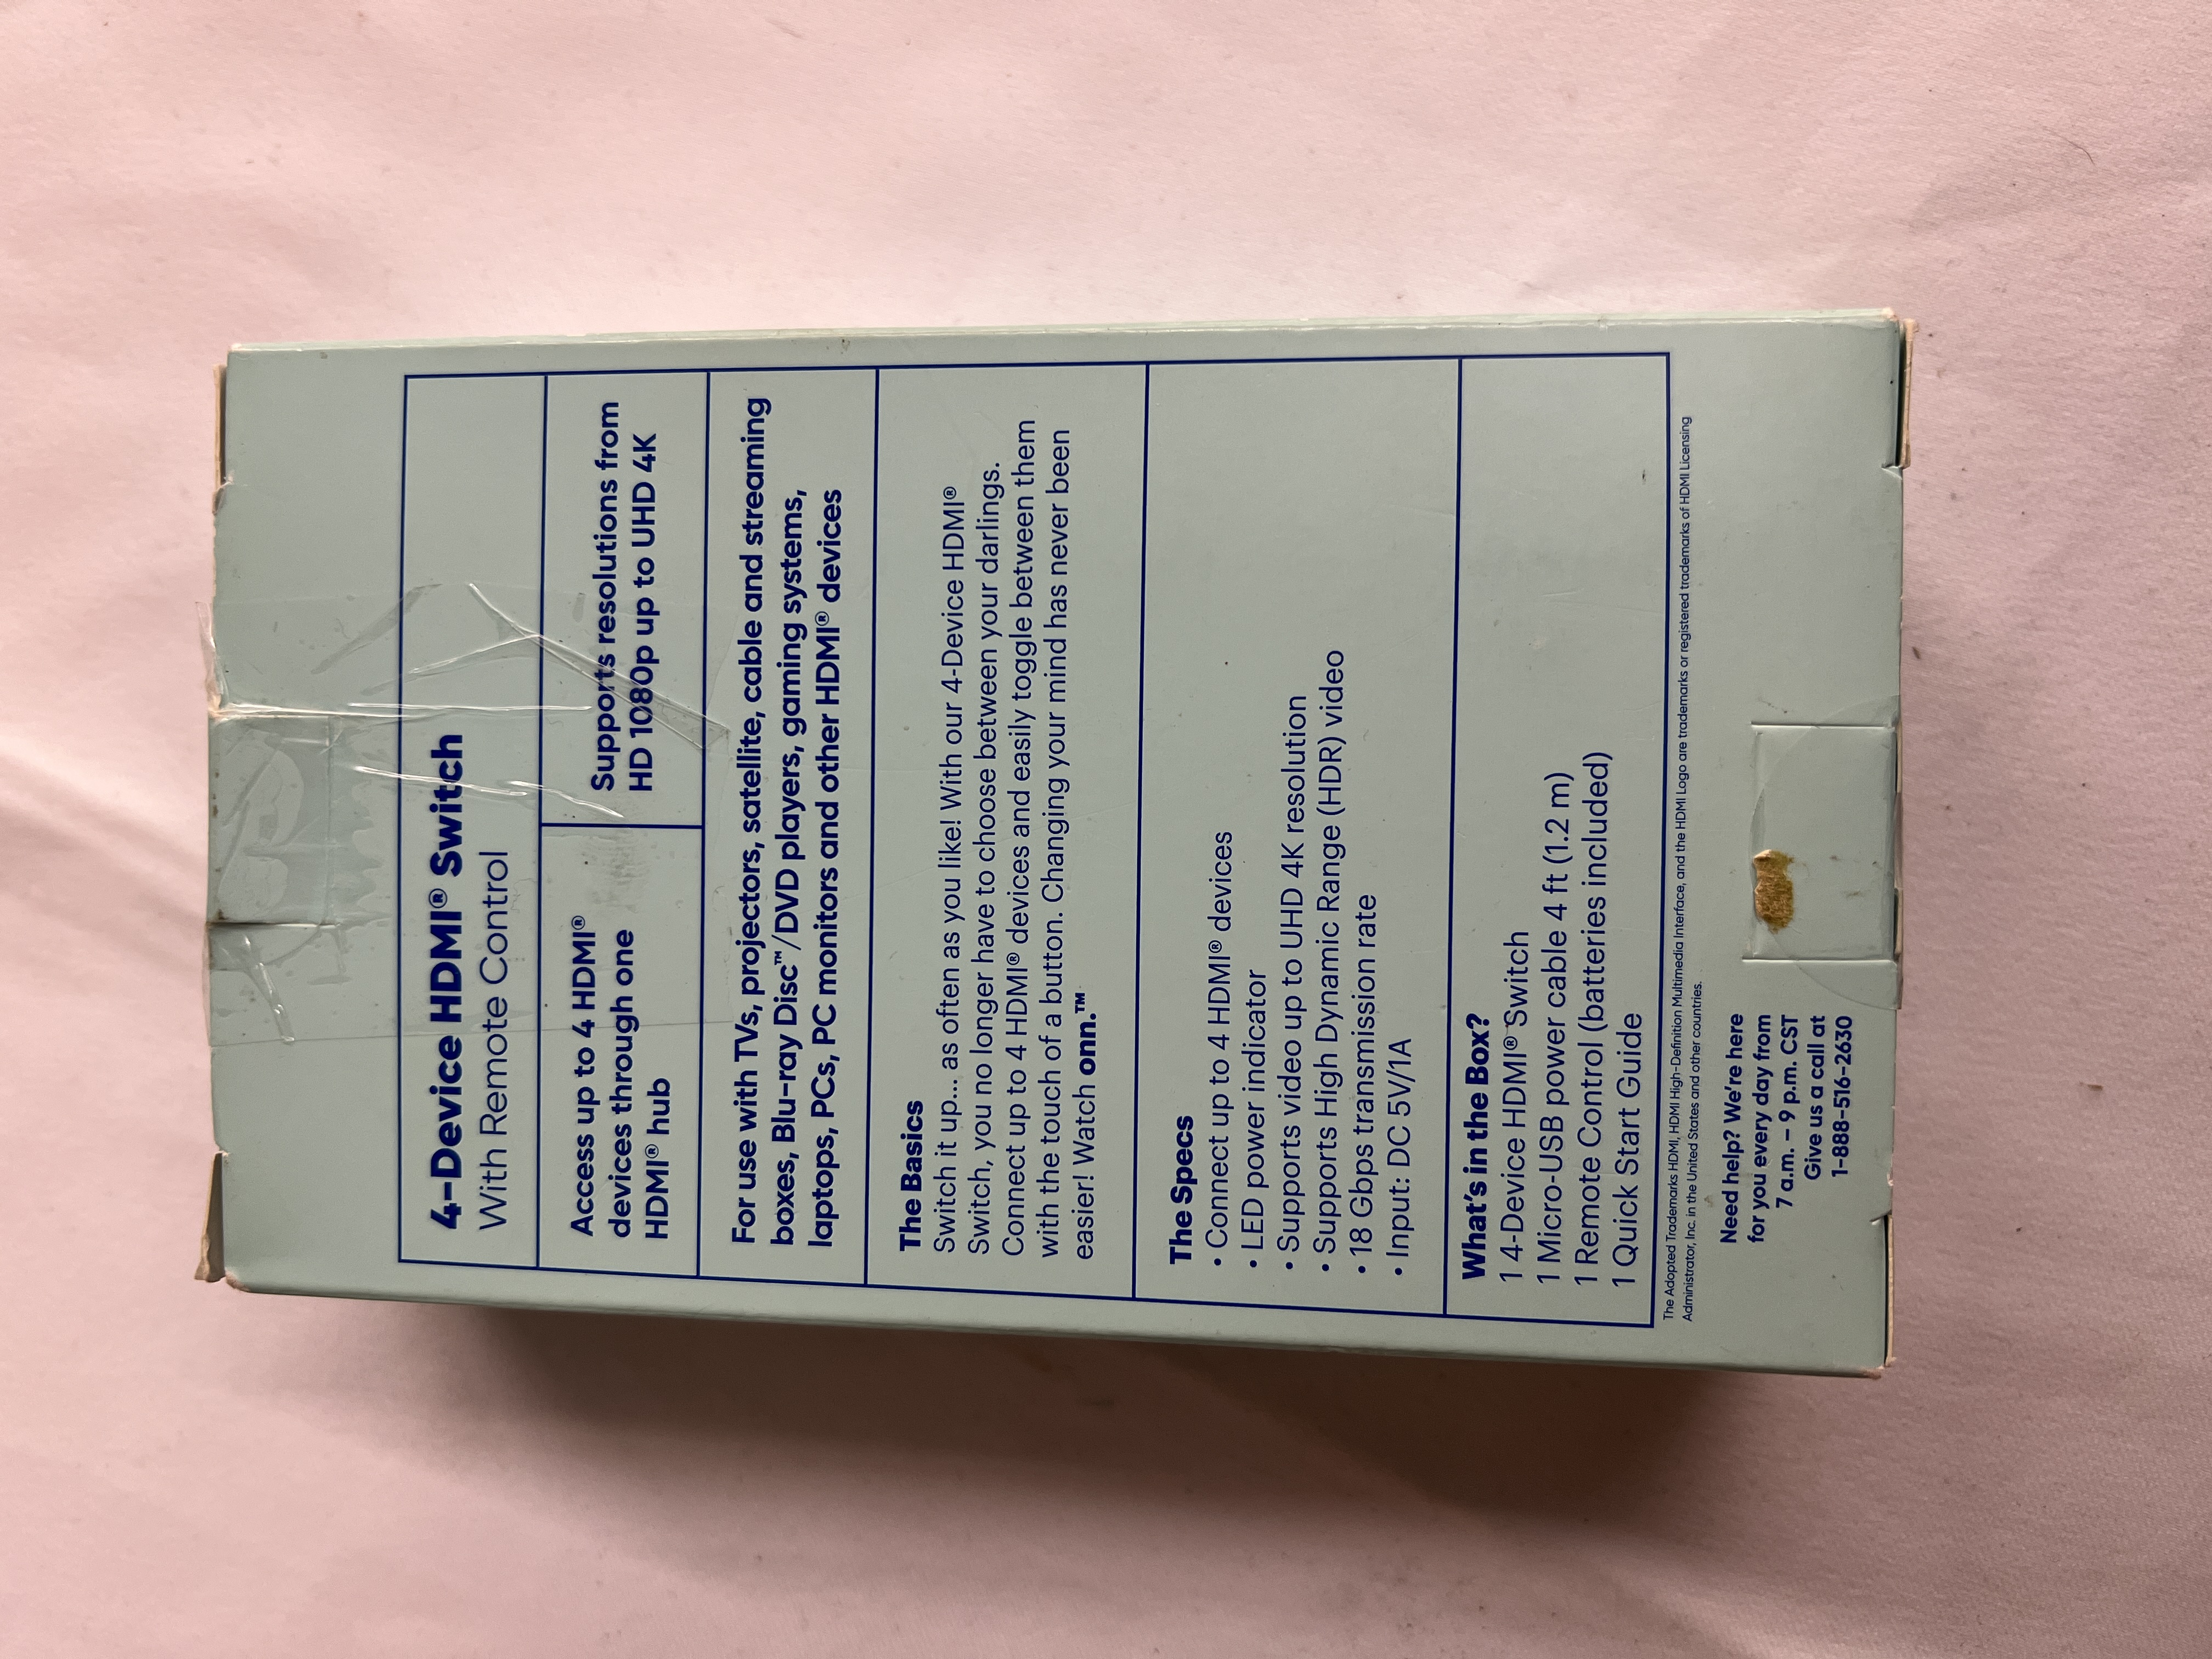 4-Device HDMI® Switch
With Remote Control
Access up to 4 HDMI®
devices through one
HDMI® hub
Supports resolutions from
HD 1080p up to UHD 4K
For use with TVs, projectors, satellite, cable and streaming
boxes, Blu-ray Disc™/DVD players, gaming systems,
laptops, PCs, PC monitors and other HDMI® devices
The Basics
Switch it up... as often as you like! With our 4-Device HDMI®
Switch, you no longer have to choose between your darlings.
Connect up to 4 HDMI® devices and easily toggle between them
with the touch of a button. Changing your mind has never been
easier! Watch onn.™
The Specs
• Connect up to 4 HDMI® devices
• LED power indicator
• Supports video up to UHD 4K resolution
• Supports High Dynamic Range (HDR) video
• 18 Gbps transmission rate
• Input: DC 5V/1A
What's in the Box?
1 4-Device HDMI® Switch
1 Micro-USB power cable 4 ft (1.2 m)
1 Remote Control (batteries included)
1 Quick Start Guide
The Adopted Trademarks HDMI, HDMI High-Definition Multimedia Interface, and the HDMI Logo are trademarks or registered trademarks of HDMI Licensing
Administrator, Inc. in the United States and other countries.
Need help? We're here
for you every day from
7 a.m. – 9 p.m. CST
Give us a call at
1-888-516-2630